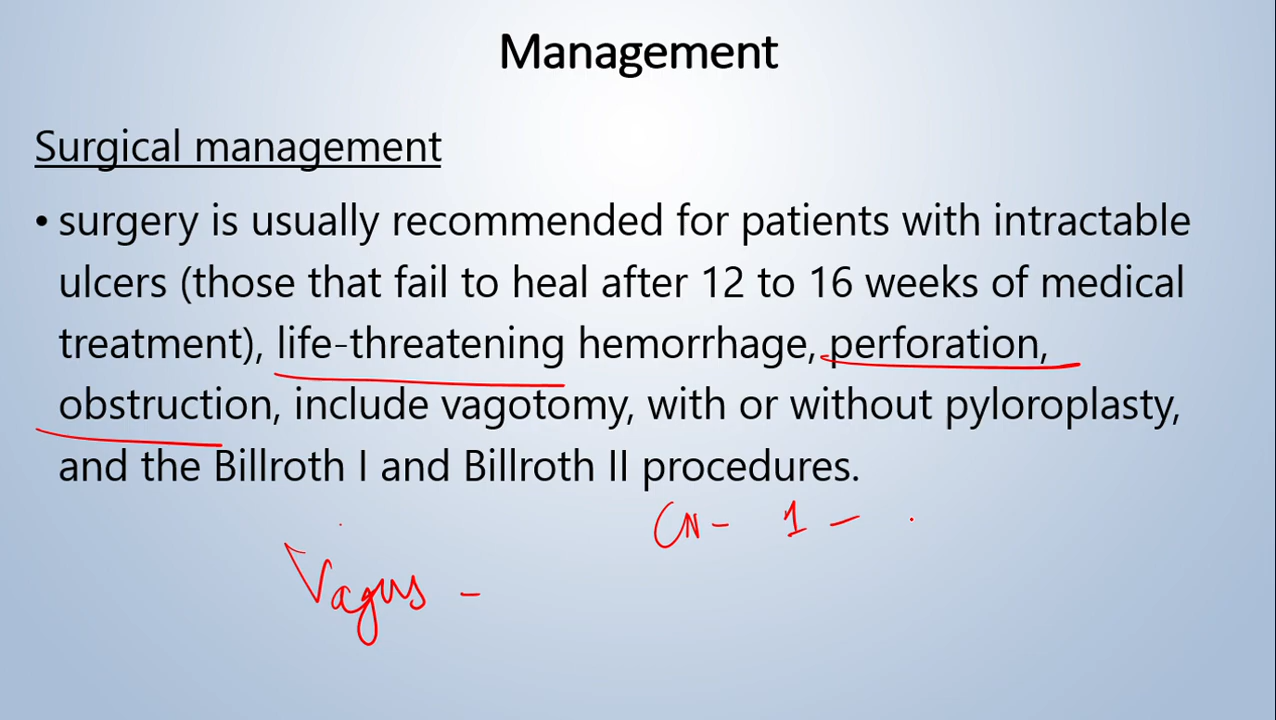 Management
Surgical management
• surgery is usually recommended for patients with intractable
ulcers (those that fail to heal after 12 to 16 weeks of medical
treatment), life-threatening hemorrhage, perforation,
obstruction, include vagotomy, with or without pyloroplasty,
and the Billroth I and Billroth II procedures.
CN - 1 -
Vagus -